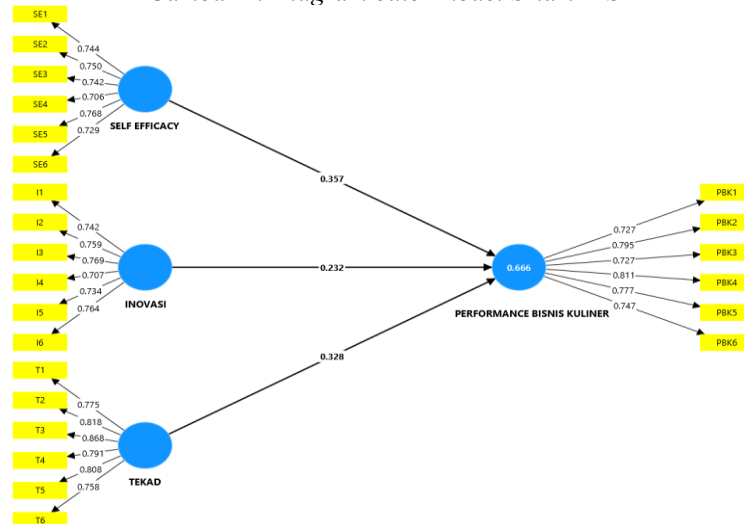 SE1
SE2
SE3
SE4
SE5
SE6
0.744
0.750
0.742
0.706
0.768
0.729
SELF EFFICACY
0.357
I1
I2
I3
I4
I5
I6
0.742
0.759
0.769
0.707
0.734
0.764
INOVASI
0.232
T1
T2
T3
T4
T5
T6
0.775
0.818
0.868
0.791
0.808
0.758
TEKAD
0.328
0.666
PERFORMANCE BISNIS KULINER
0.727
0.795
0.727
0.811
0.777
0.747
PBK1
PBK2
PBK3
PBK4
PBK5
PBK6